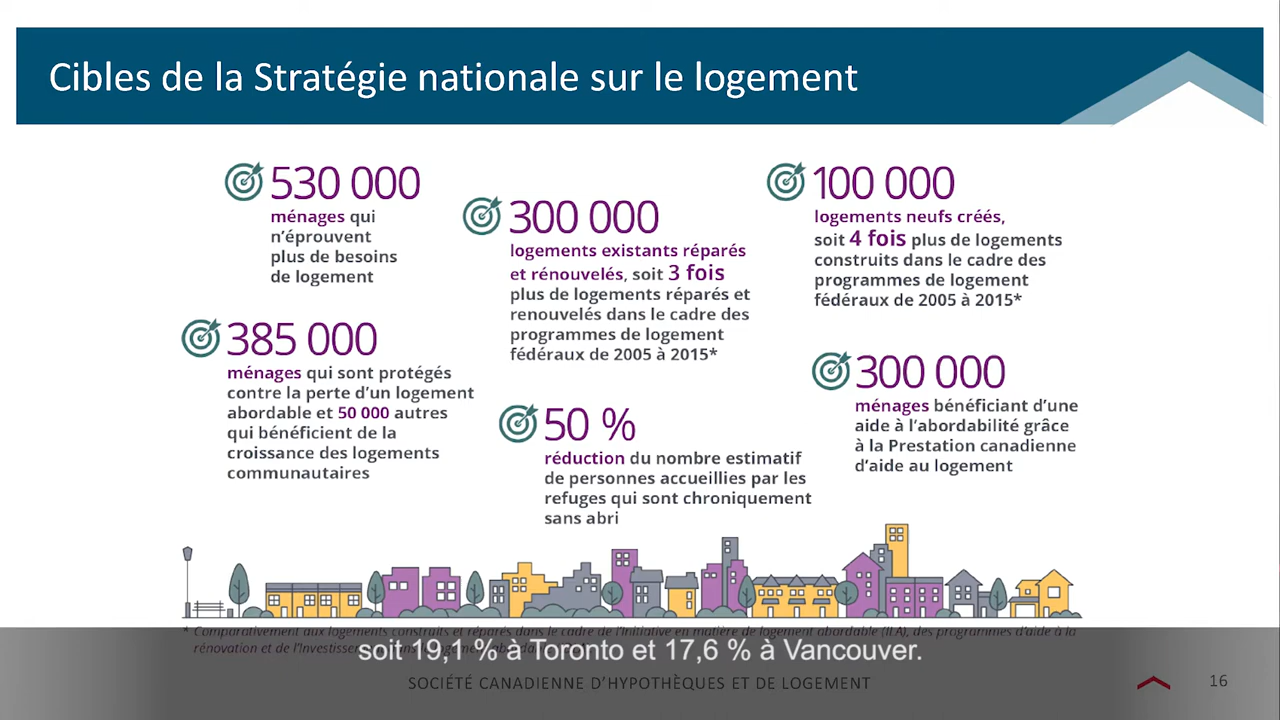 Cibles de la Stratégie nationale sur le logement
530 000
ménages qui
n’éprouvent
plus de besoins
de logement
385 000
ménages qui sont protégés
contre la perte d’un logement
abordable et 50 000 autres
qui bénéficient de la
croissance des logements
communautaires
300 000
logements existants réparés
et rénouvelés, soit 3 fois
plus de logements réparés et
renouvelés dans le cadre des
programmes de logement
fédéraux de 2005 à 2015*
50 %
réduction du nombre estimatif
de personnes accueillies par les
refuges qui sont chroniquement
sans abri
100 000
logements neufs créés,
soit 4 fois plus de logements
construits dans le cadre des
programmes de logement
fédéraux de 2005 à 2015*
300 000
ménages bénéficiant d’une
aide à l’abordabilité grâce
à la Prestation canadienne
d’aide au logement
* Comparativement aux logements construits et réparés dans le cadre de l’Initiative en matière de logement abordable (ILA), des programmes d’aide à la
rénovation et de
soit 19,1 % à Toronto et 17,6 % à Vancouver.
SOCIÉTÉ CANADIENNE D’HYPOTHÈQUES ET DE LOGEMENT
16